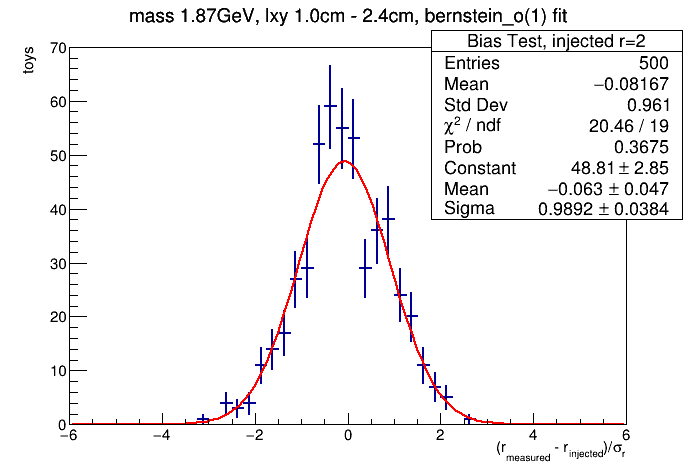 mass 1.87GeV, lxy 1.0cm - 2.4cm, bernstein_o(1) fit
Bias Test, injected r=2
Entries 500
Mean −0.08167
Std Dev 0.961
χ² / ndf 20.46 / 19
Prob 0.3675
Constant 48.81 ± 2.85
Mean −0.063 ± 0.047
Sigma 0.9892 ± 0.0384
toys
70
60
50
40
30
20
10
0
−6 −4 −2 0 2 4 6
(r_measured - r_injected)/σ_r